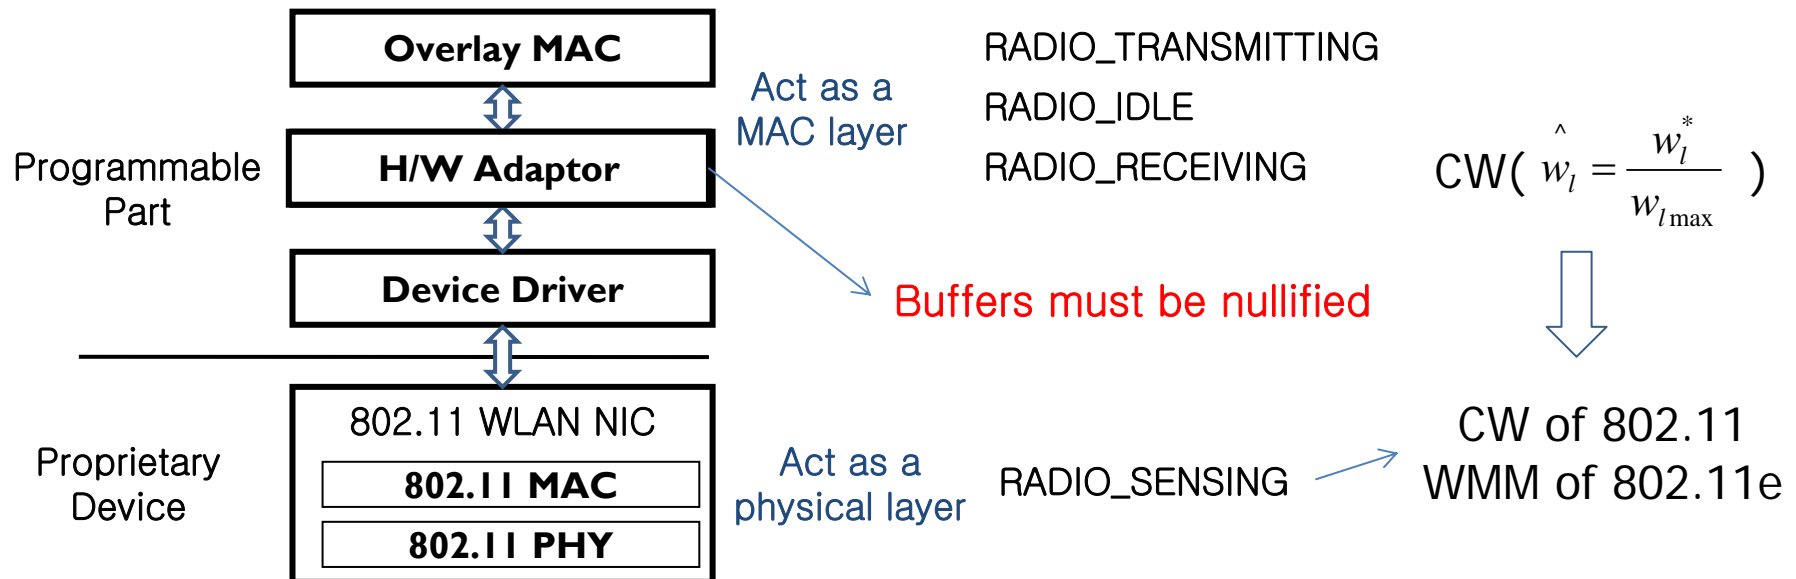 Overlay MAC
H/W Adaptor
Device Driver
802.11 WLAN NIC
802.11 MAC
802.11 PHY
Programmable
Part
Proprietary
Device
Act as a
MAC layer
Act as a
physical layer
RADIO_TRANSMITTING
RADIO_IDLE
RADIO_RECEIVING
Buffers must be nullified
RADIO_SENSING
CW( ŵ_l = w_l^* / w_{l max} )
CW of 802.11
WMM of 802.11e